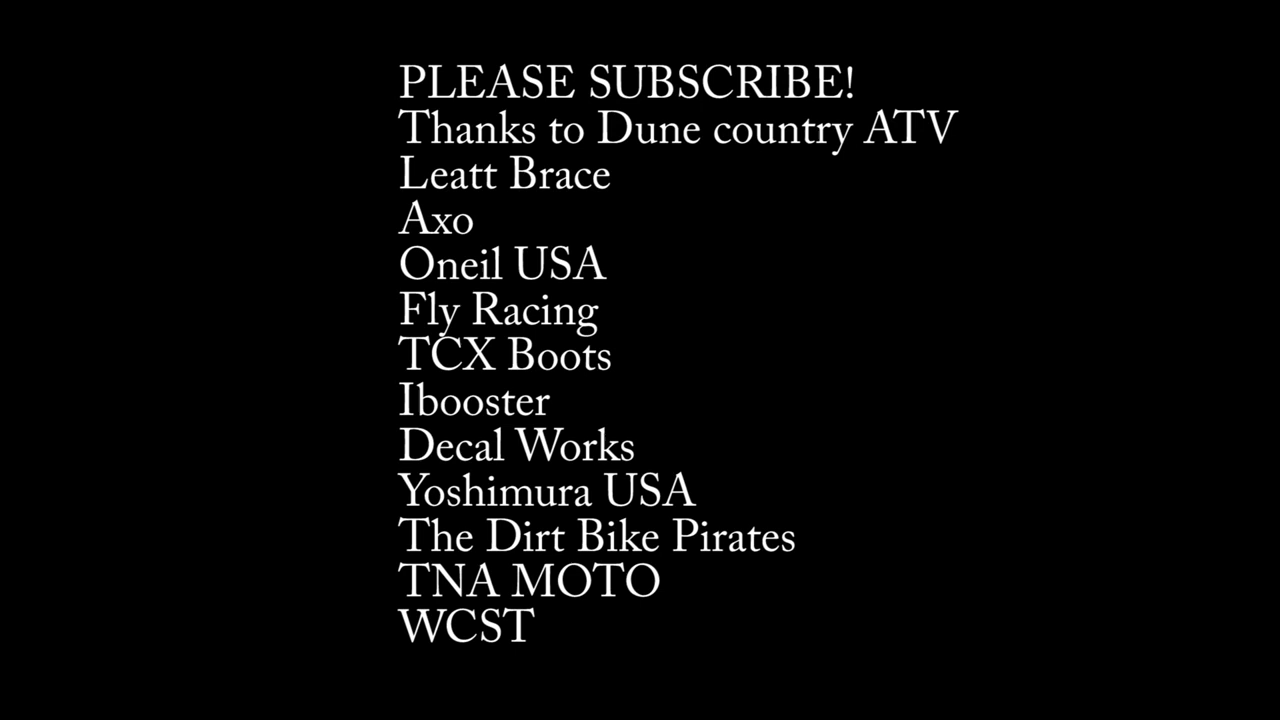 PLEASE SUBSCRIBE!
Thanks to Dune country ATV
Leatt Brace
Axo
Oneil USA
Fly Racing
TCX Boots
Ibooster
Decal Works
Yoshimura USA
The Dirt Bike Pirates
TNA MOTO
WCST